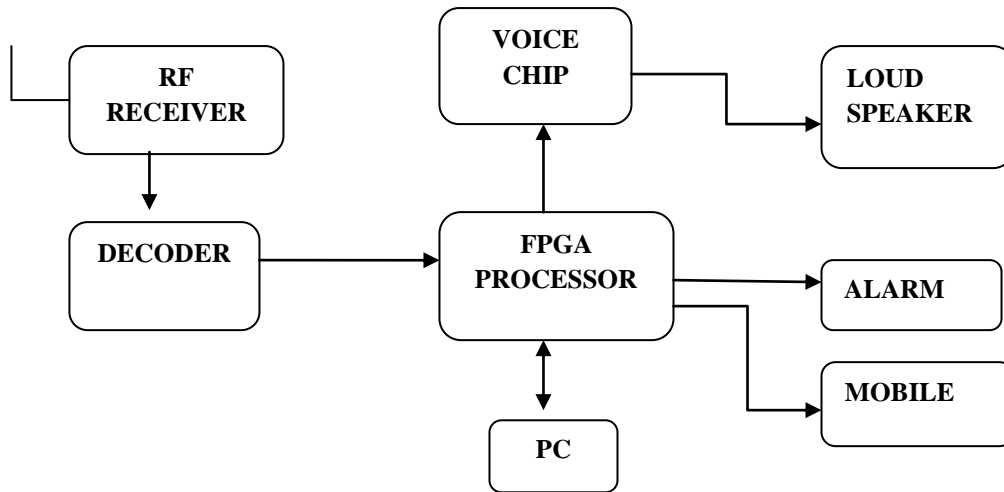 RF
RECEIVER
VOICE
CHIP
LOUD
SPEAKER
DECODER
FPGA
PROCESSOR
ALARM
MOBILE
PC